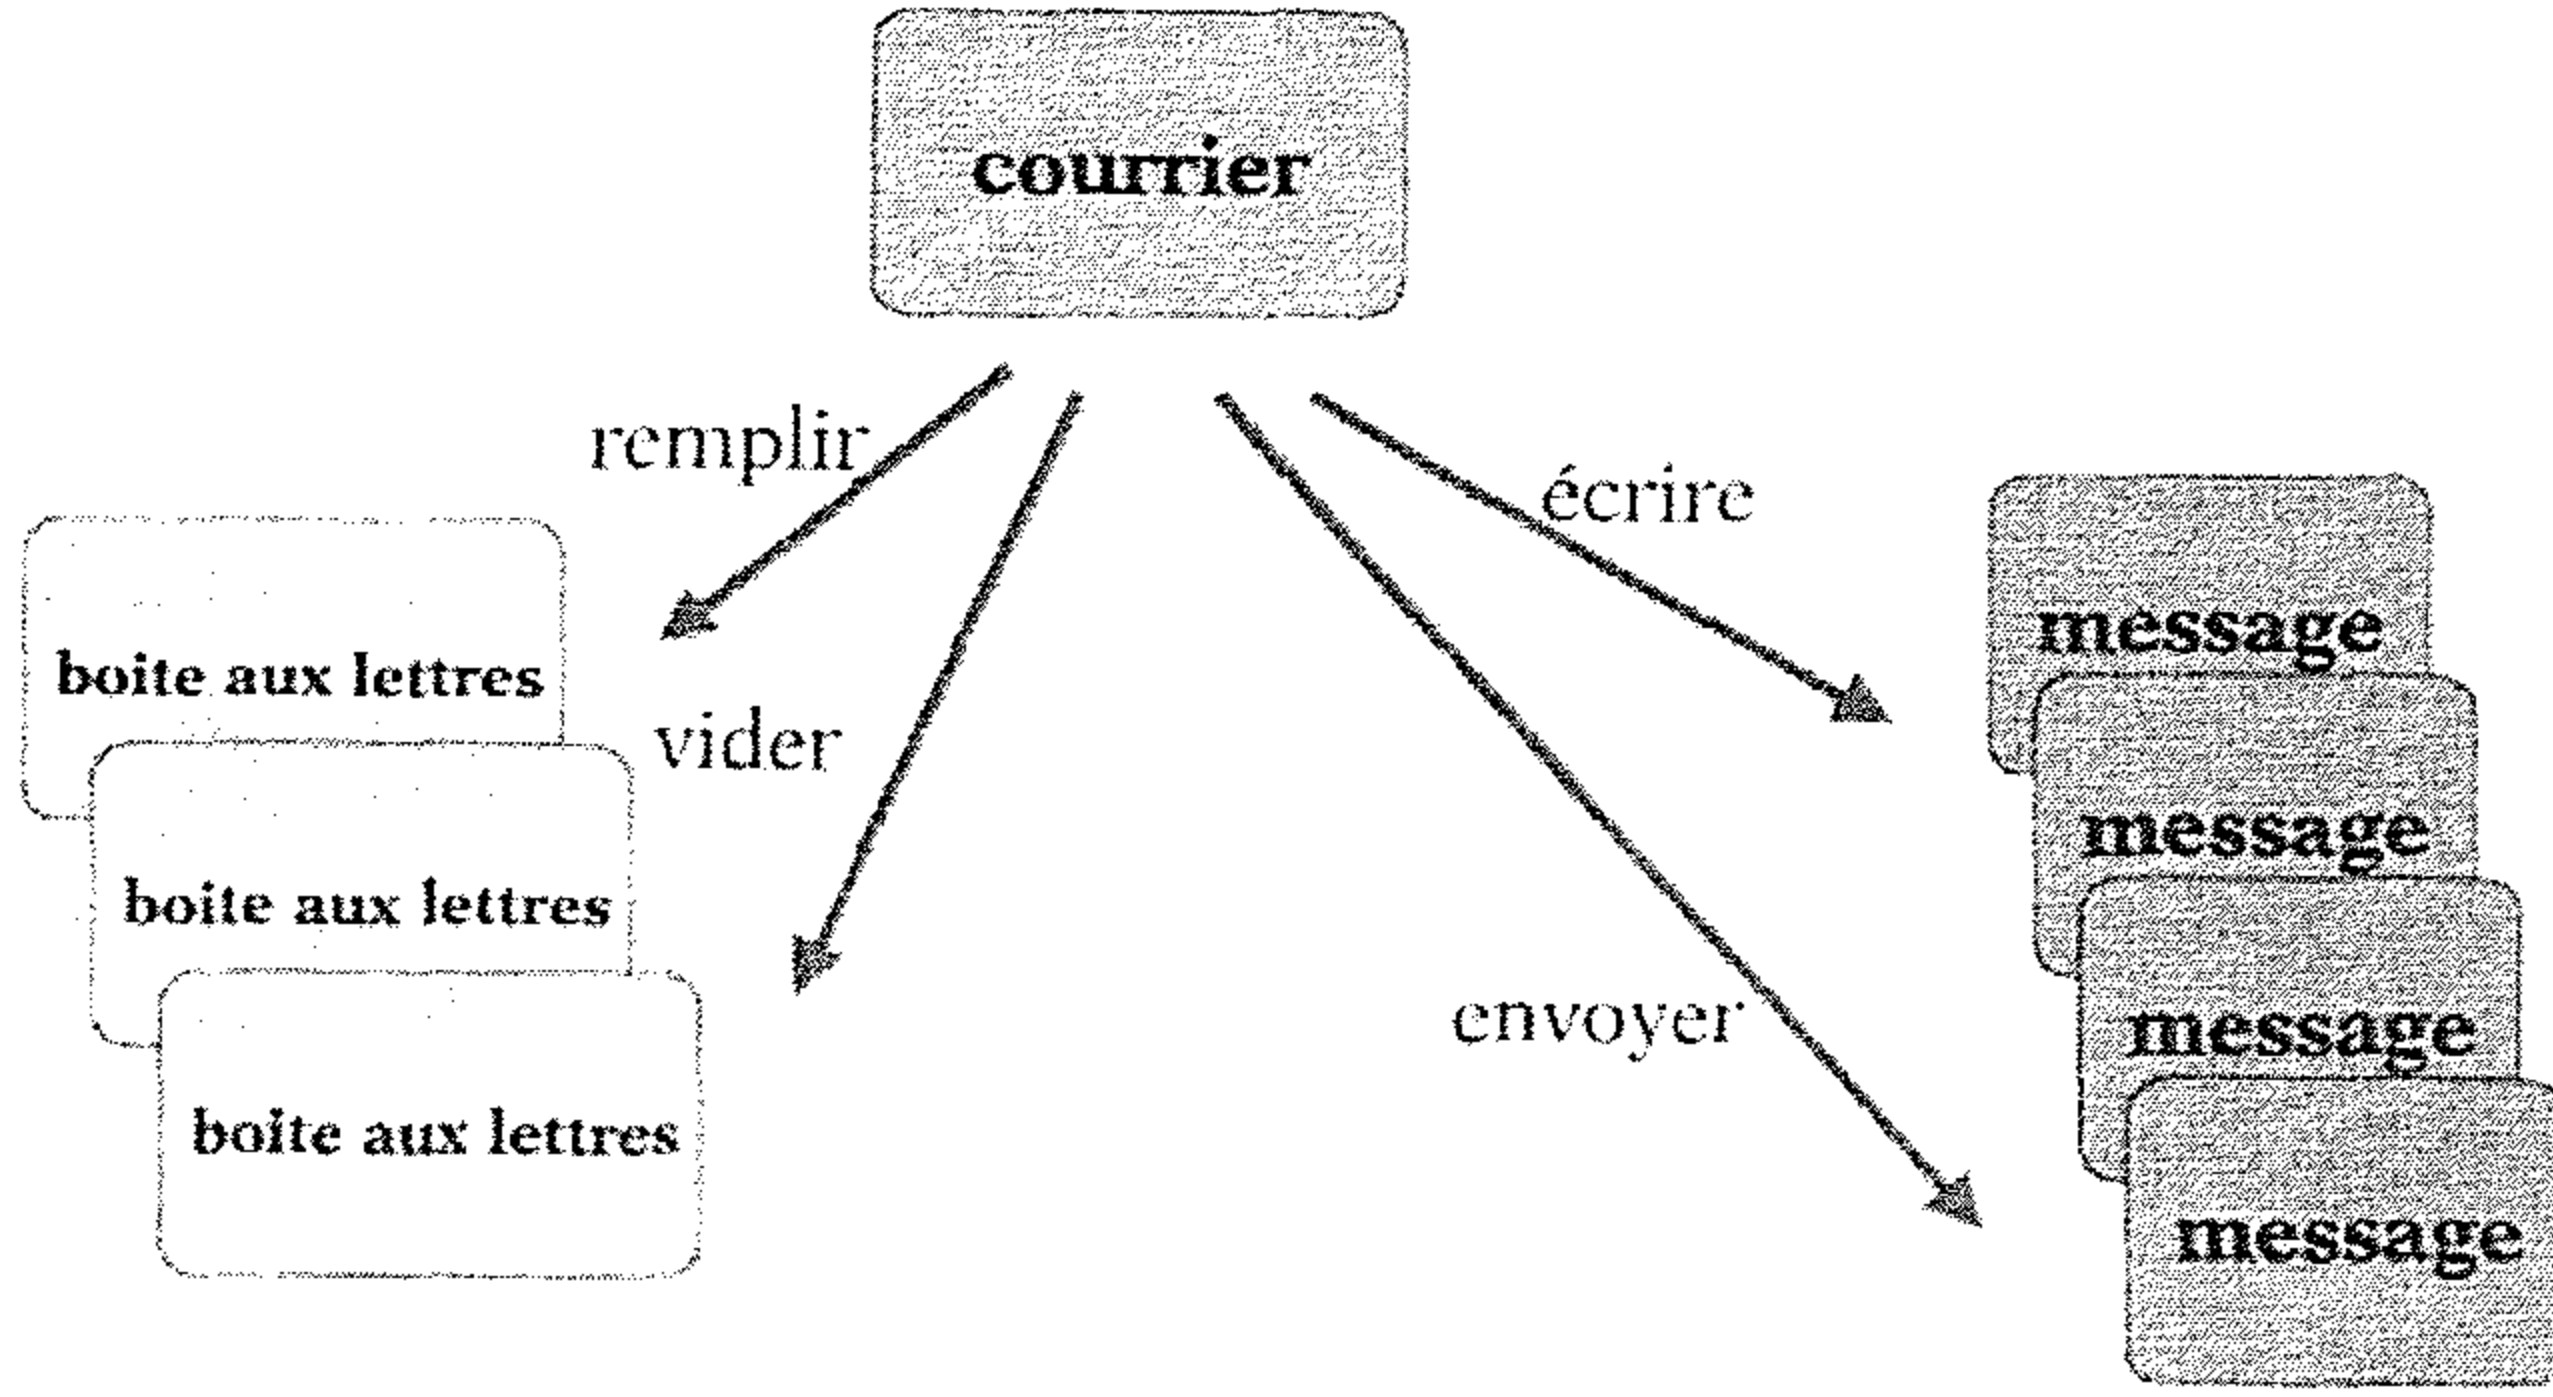 courrier
remplir
écrire
message
boite aux lettres
vider
message
boite aux lettres
envoyer
message
boite aux lettres
message